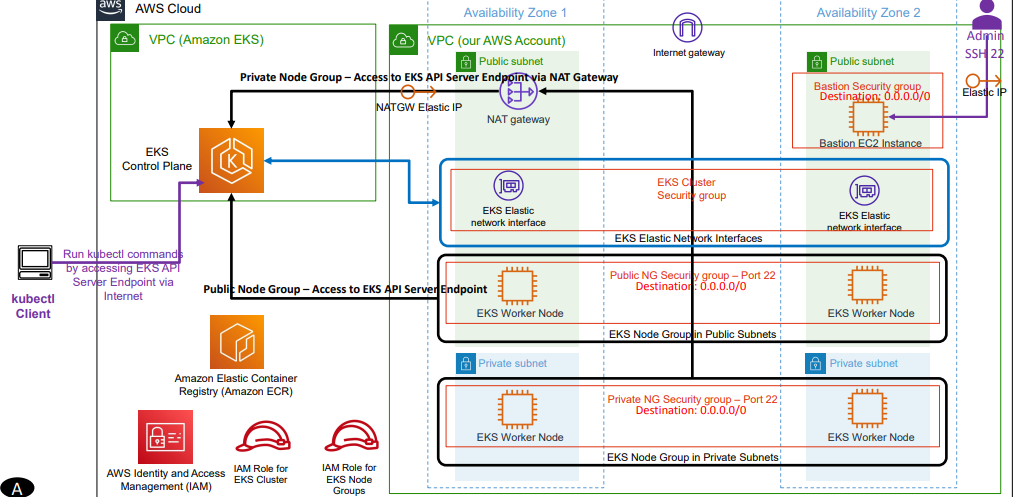 aws
AWS Cloud
VPC (Amazon EKS)
VPC (our AWS Account)
Availability Zone 1
Availability Zone 2
Internet gateway
Admin
SSH 22
Elastic IP
Public subnet
Public subnet
Private Node Group – Access to EKS API Server Endpoint via NAT Gateway
NATGW Elastic IP
NAT gateway
Bastion Security group
Destination: 0.0.0.0/0
Bastion EC2 Instance
EKS
Control Plane
K
EKS Cluster
Security group
EKS Elastic
network interface
EKS Elastic
network interface
EKS Elastic Network Interfaces
Run kubectl commands
by accessing EKS API
Server Endpoint via
Internet
kubectl
Client
Public Node Group – Access to EKS API Server Endpoint
Public NG Security group – Port 22
Destination: 0.0.0.0/0
EKS Worker Node
EKS Worker Node
EKS Node Group in Public Subnets
Amazon Elastic Container
Registry (Amazon ECR)
Private subnet
Private subnet
Private NG Security group – Port 22
Destination: 0.0.0.0/0
EKS Worker Node
EKS Worker Node
EKS Node Group in Private Subnets
AWS Identity and Access
Management (IAM)
IAM Role for
EKS Cluster
IAM Role for
EKS Node
Groups
A